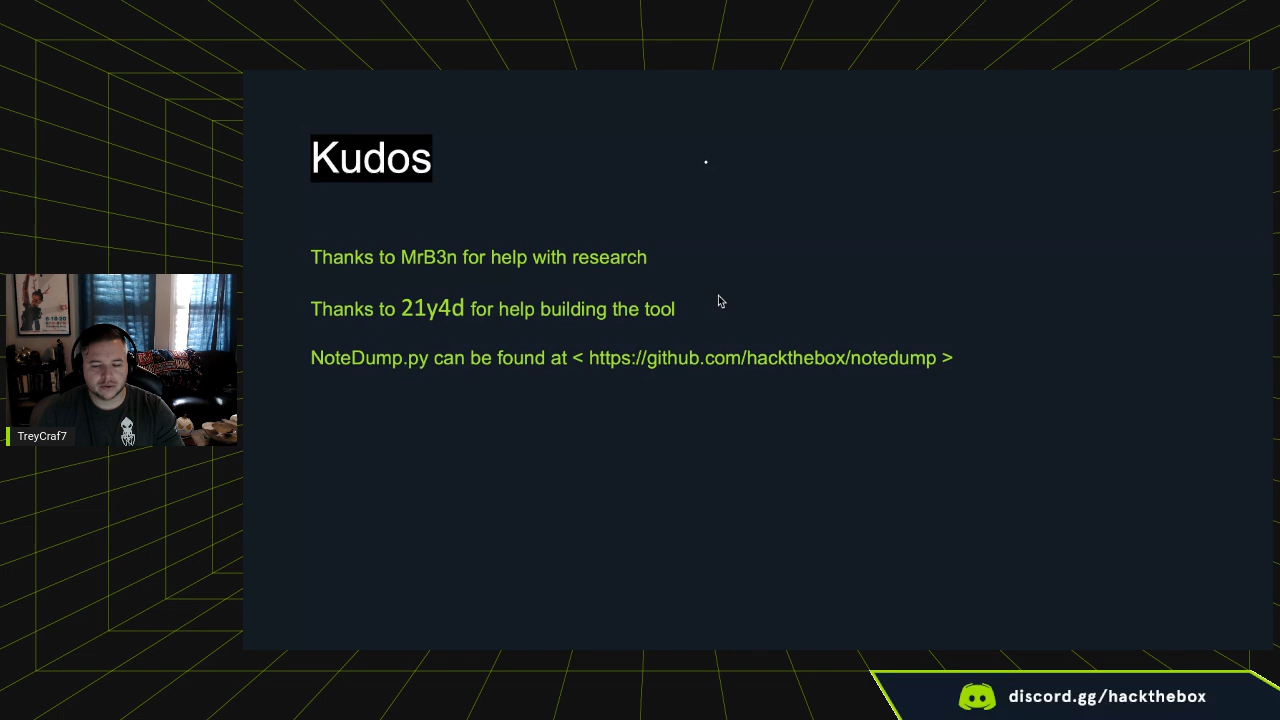 Kudos
Thanks to MrB3n for help with research
Thanks to 21y4d for help building the tool
NoteDump.py can be found at < https://github.com/hackthebox/notedump >
TreyCraf7
discord.gg/hackthebox